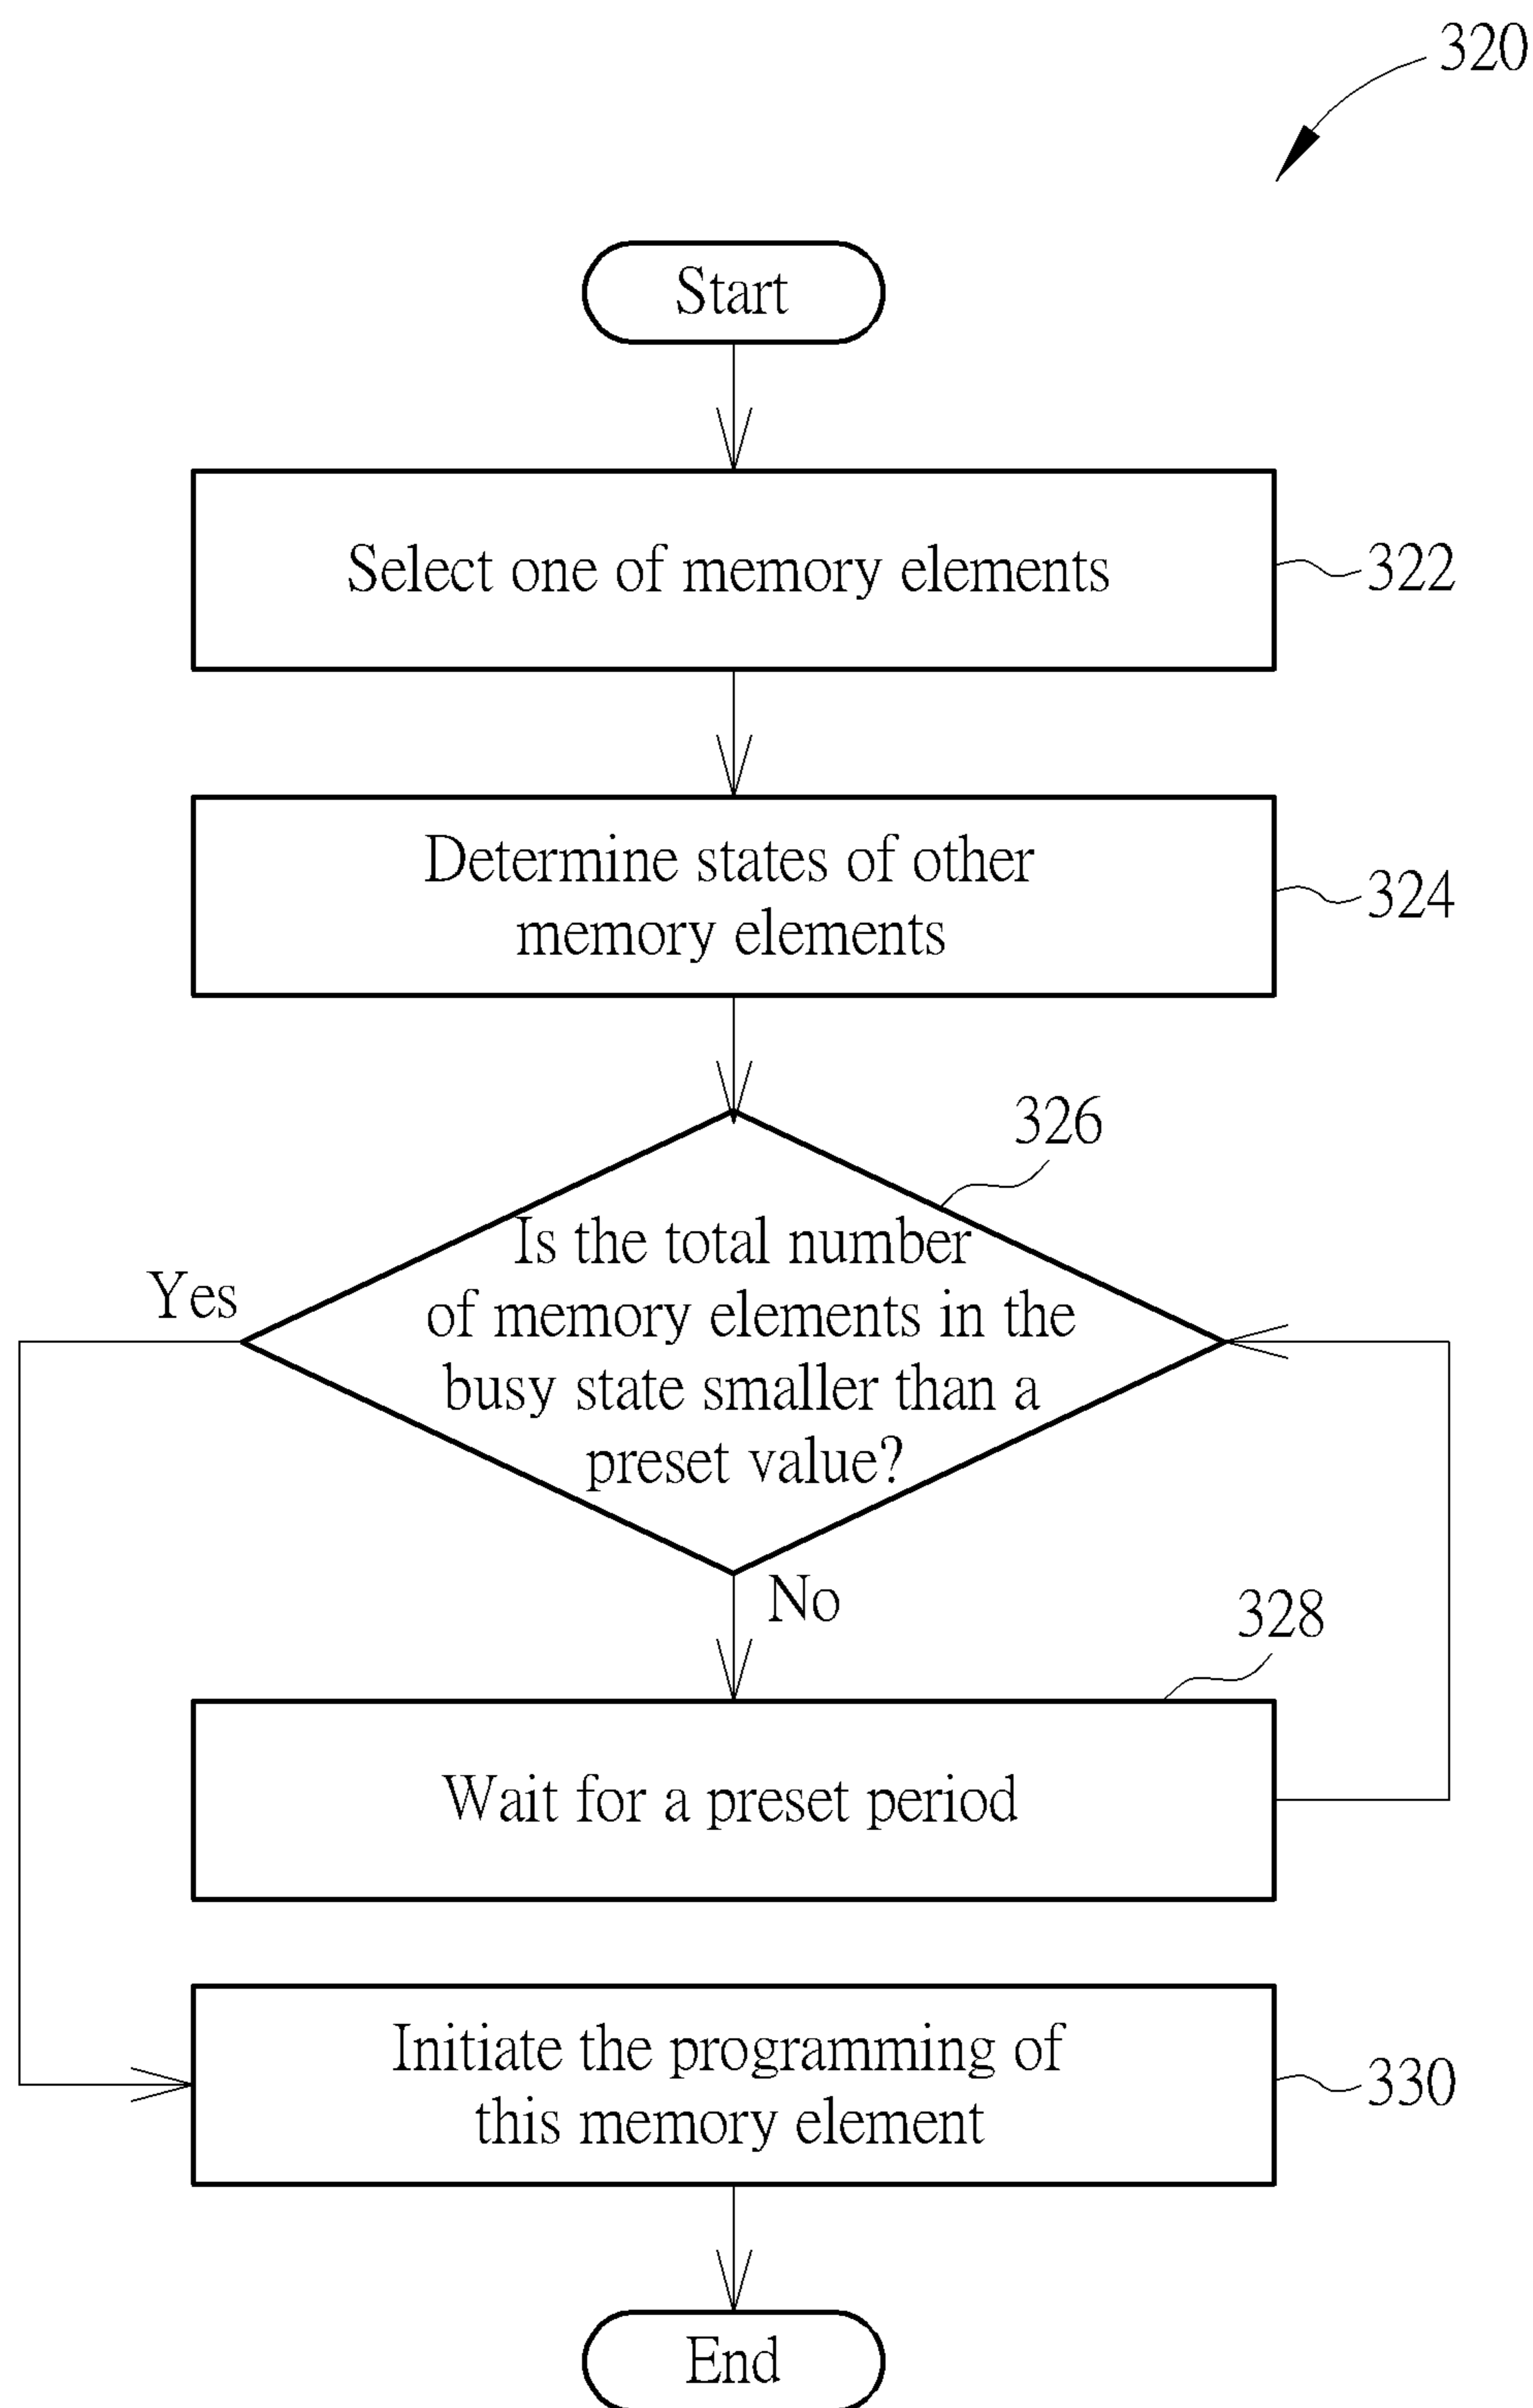 320
Start
Select one of memory elements
322
Determine states of other
memory elements
324
326
Is the total number
of memory elements in the
busy state smaller than a
preset value?
Yes
No
328
Wait for a preset period
Initiate the programming of
this memory element
330
End